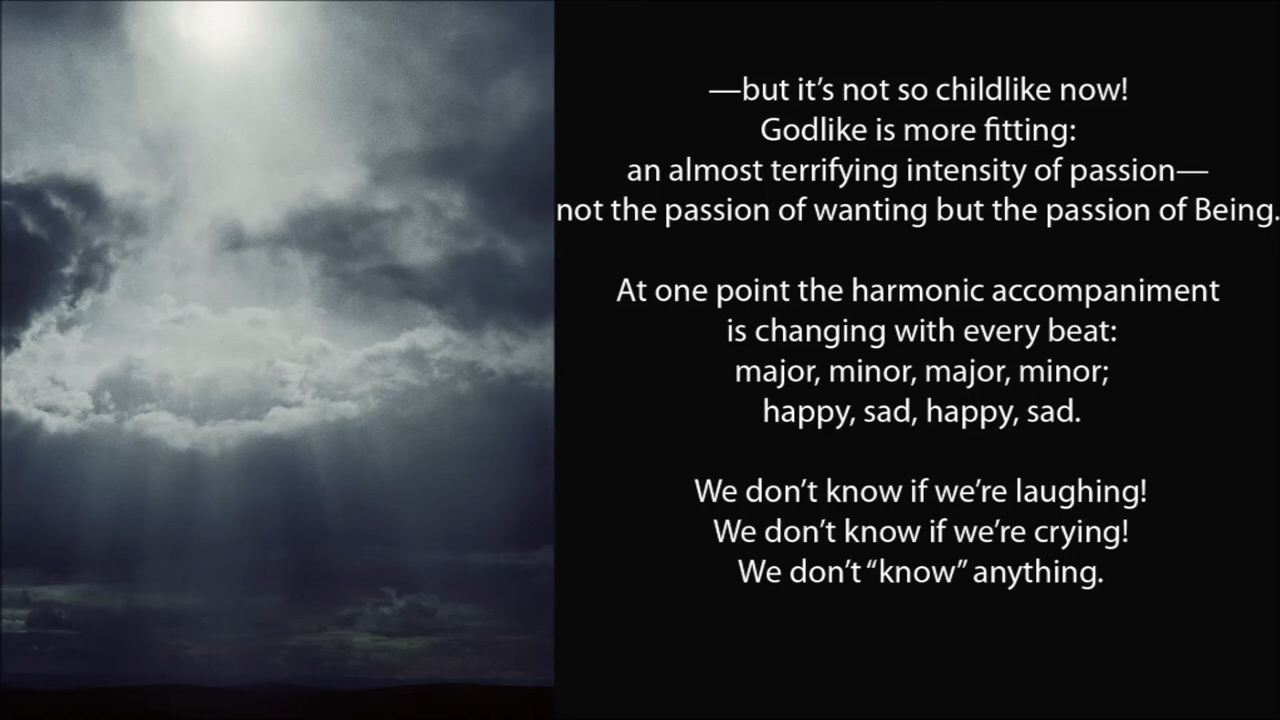 —but it’s not so childlike now!
Godlike is more fitting:
an almost terrifying intensity of passion—
not the passion of wanting but the passion of Being.
At one point the harmonic accompaniment
is changing with every beat:
major, minor, major, minor;
happy, sad, happy, sad.
We don’t know if we’re laughing!
We don’t know if we’re crying!
We don’t “know” anything.